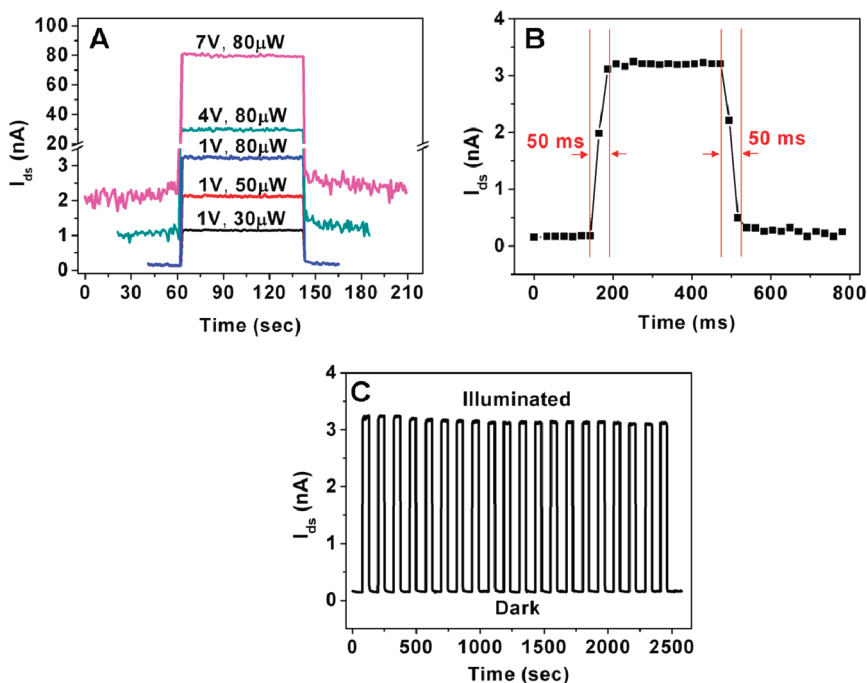 A
7V, 80μW
4V, 80μW
1V, 80μW
1V, 50μW
1V, 30μW
100
80
60
40
20
3
2
1
0
I_ds (nA)
0 30 60 90 120 150 180 210
Time (sec)
B
50 ms
50 ms
4
3
2
1
0
I_ds (nA)
0 200 400 600 800
Time (ms)
C
Illuminated
Dark
4
3
2
1
0
I_ds (nA)
0 500 1000 1500 2000 2500
Time (sec)